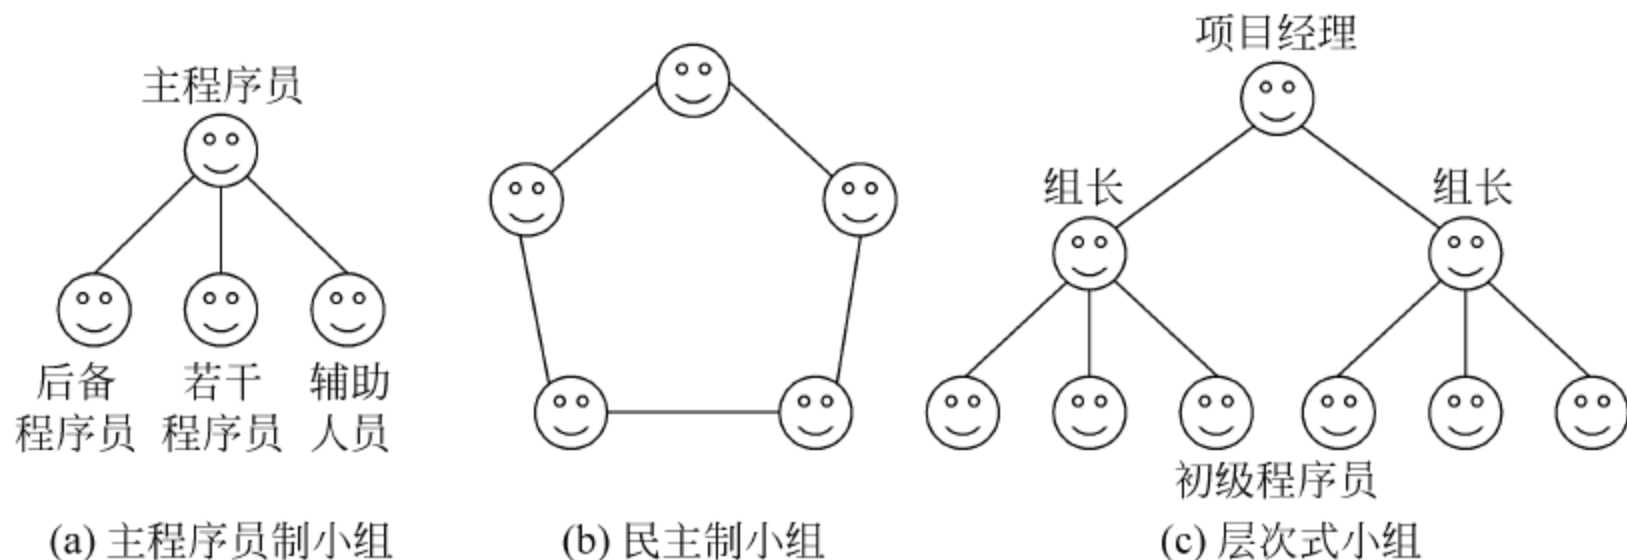 主程序员
后备
程序员
若干
程序员
辅助
人员
(a) 主程序员制小组
(b) 民主制小组
项目经理
组长
组长
初级程序员
(c) 层次式小组